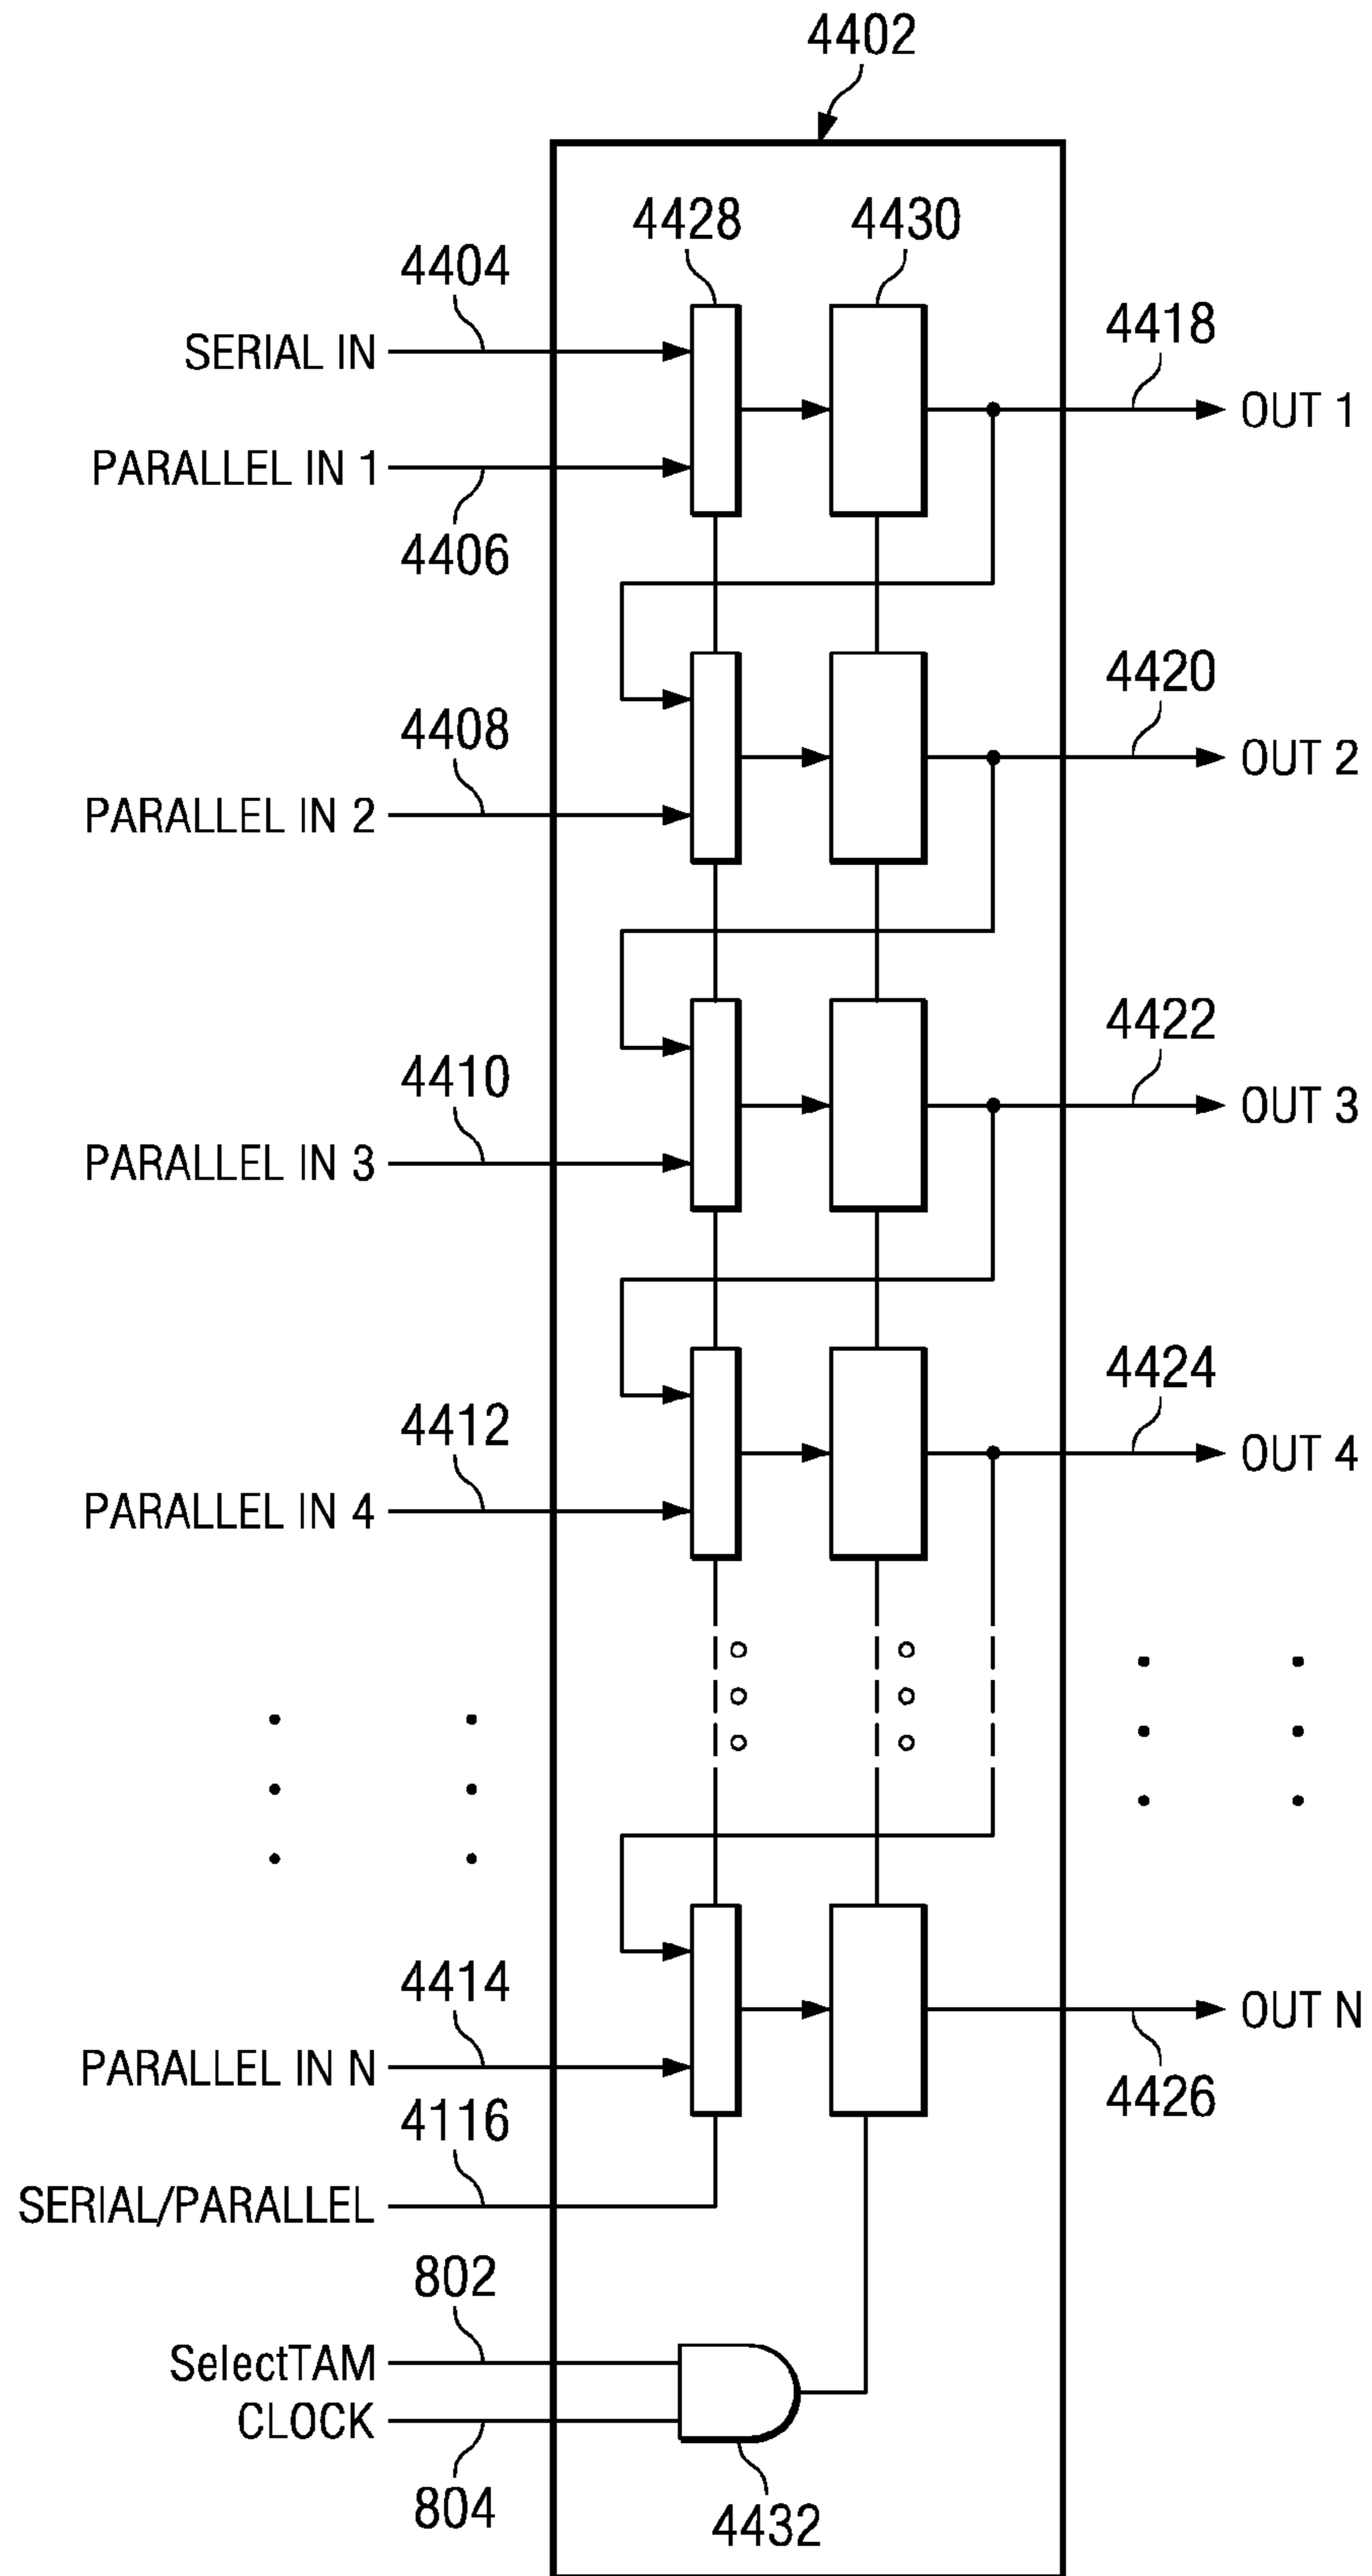 4402
4428
4430
4404
SERIAL IN
4418
OUT 1
PARALLEL IN 1
4406
4420
OUT 2
4408
PARALLEL IN 2
4422
OUT 3
4410
PARALLEL IN 3
4424
OUT 4
4412
PARALLEL IN 4
4414
OUT N
PARALLEL IN N
4426
4116
SERIAL/PARALLEL
802
SelectTAM
CLOCK
804
4432